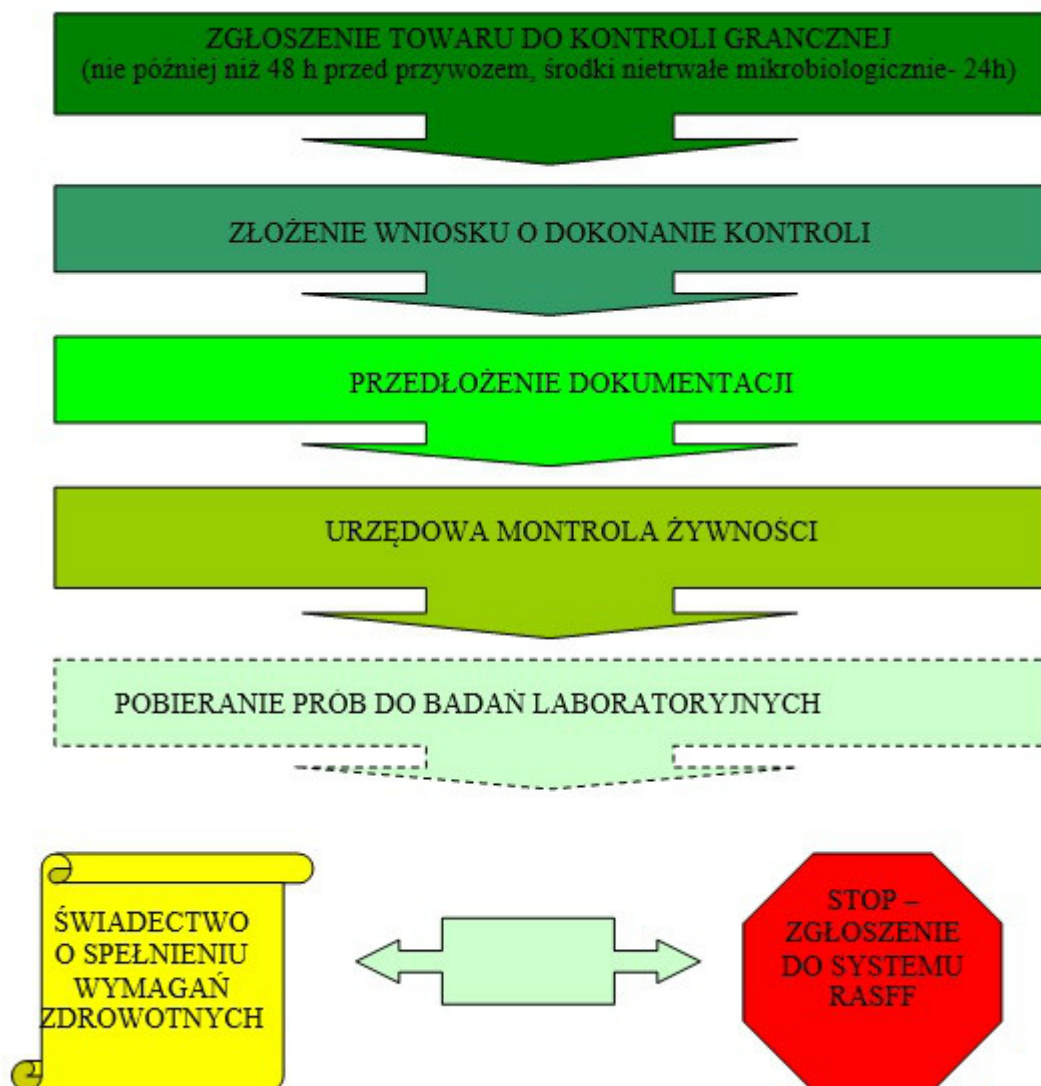 ZGŁOSZENIE TOWARU DO KONTROLI GRANCZNEJ
(nie później niż 48 h przed przywozem, środki nietrwałe mikrobiologicznie- 24h)
ZŁOŻENIE WNIOSKU O DOKONANIE KONTROLI
PRZEDŁOŻENIE DOKUMENTACJI
URZĘDOWA MONTROLA ŻYWNOŚCI
POBIERANIE PRÓB DO BADAŃ LABORATORYJNYCH
ŚWIADECTWO
O SPEŁNIENIU
WYMAGAŃ
ZDROWOTNYCH
STOP –
ZGŁOSZENIE
DO SYSTEMU
RASFF